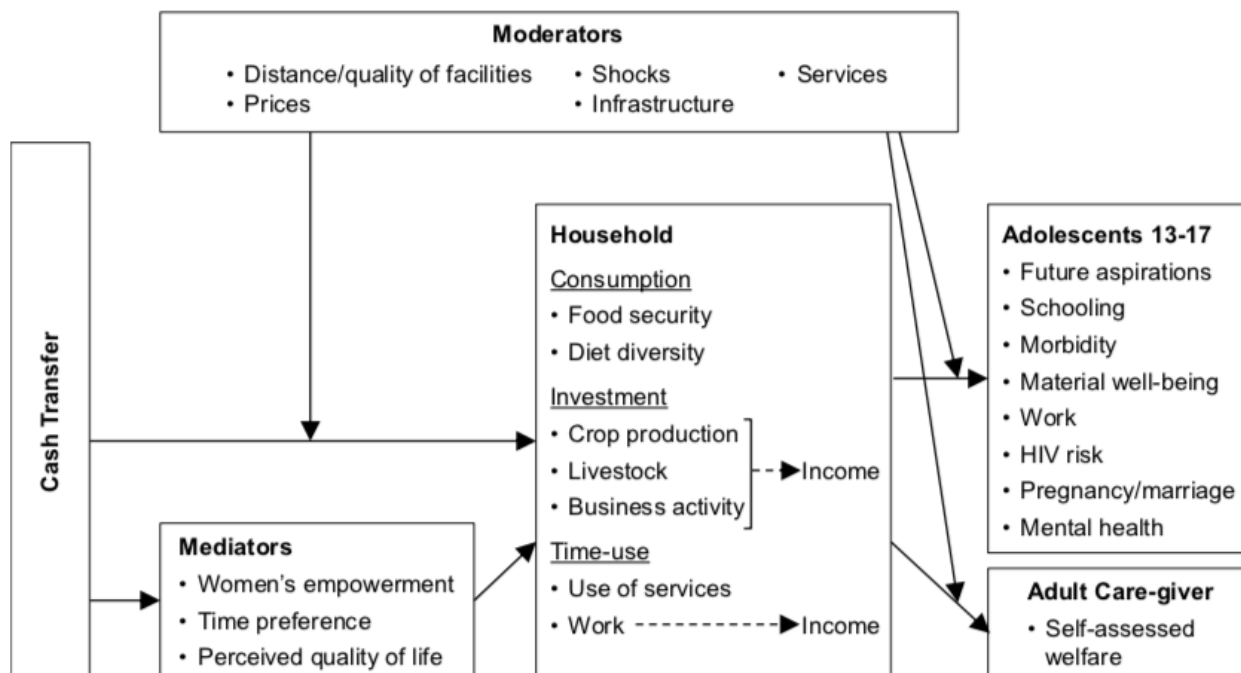 Moderators
• Distance/quality of facilities
• Shocks
• Services
• Prices
• Infrastructure
Cash Transfer
Mediators
• Women's empowerment
• Time preference
• Perceived quality of life
Household
Consumption
• Food security
• Diet diversity
Investment
• Crop production
• Livestock
• Business activity
Income
Time-use
• Use of services
• Work
Income
Adolescents 13-17
• Future aspirations
• Schooling
• Morbidity
• Material well-being
• Work
• HIV risk
• Pregnancy/marriage
• Mental health
Adult Care-giver
• Self-assessed
welfare